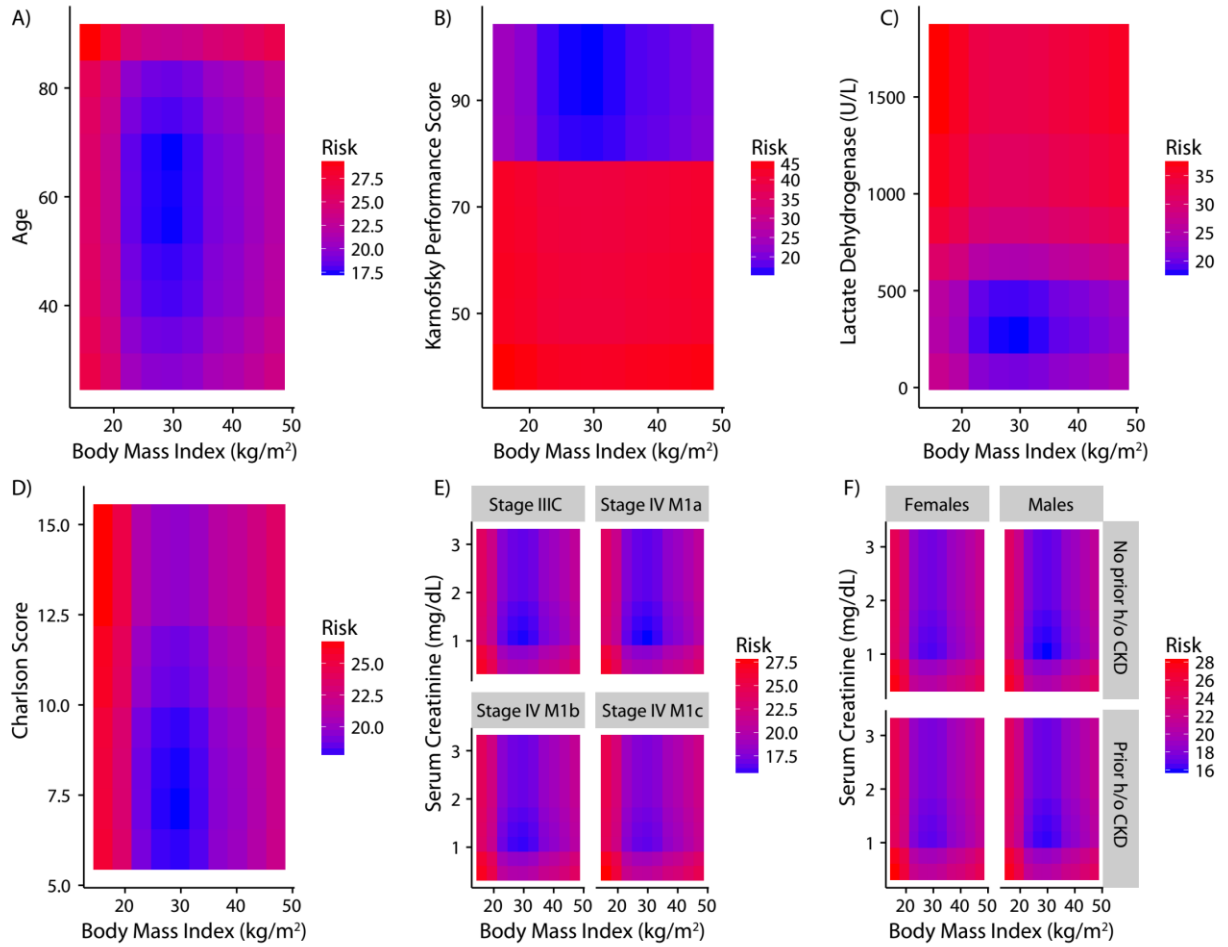 A)
Age
80
60
40
20
30
40
50
Body Mass Index (kg/m²)
Risk
27.5
25.0
22.5
20.0
17.5
B)
Karnofsky Performance Score
90
70
50
20
30
40
50
Body Mass Index (kg/m²)
Risk
45
40
35
30
25
20
C)
Lactate Dehydrogenase (U/L)
1500
1000
500
0
20
30
40
50
Body Mass Index (kg/m²)
Risk
35
30
25
20
D)
Charlson Score
15.0
12.5
10.0
7.5
5.0
20
30
40
50
Body Mass Index (kg/m²)
Risk
25.0
22.5
20.0
E)
Stage IIIC
Stage IV M1a
Stage IV M1b
Stage IV M1c
Serum Creatinine (mg/dL)
3
2
1
3
2
1
20 30 40 50
20 30 40 50
Body Mass Index (kg/m²)
Risk
27.5
25.0
22.5
20.0
17.5
F)
Females
Males
No prior h/o CKD
Prior h/o CKD
Serum Creatinine (mg/dL)
3
2
1
3
2
1
20 30 40 50
20 30 40 50
Body Mass Index (kg/m²)
Risk
28
26
24
22
20
18
16